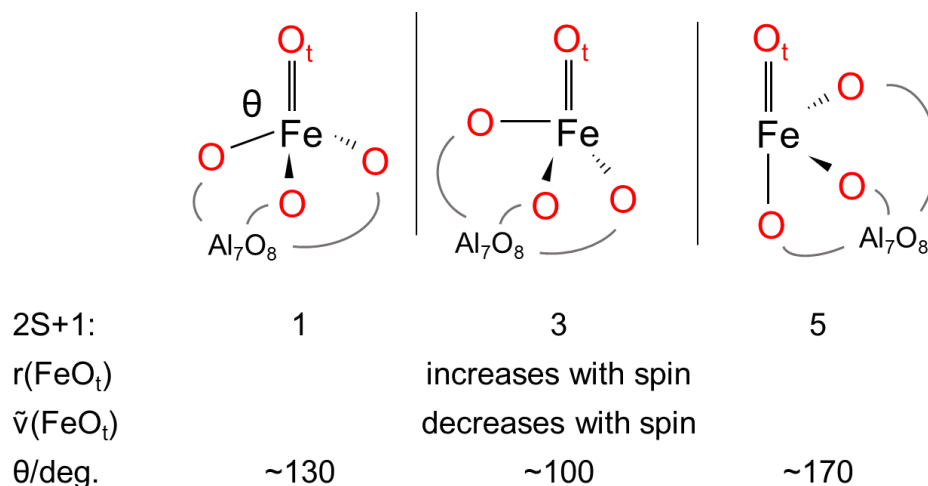 Oₜ Oₜ Oₜ
θ
O Fe O
O Fe
Fe O
O O O
O O O
Al₇O₈ Al₇O₈ Al₇O₈
2S+1: 1 3 5
r(FeOₜ) increases with spin
ṽ(FeOₜ) decreases with spin
θ/deg. ~130 ~100 ~170